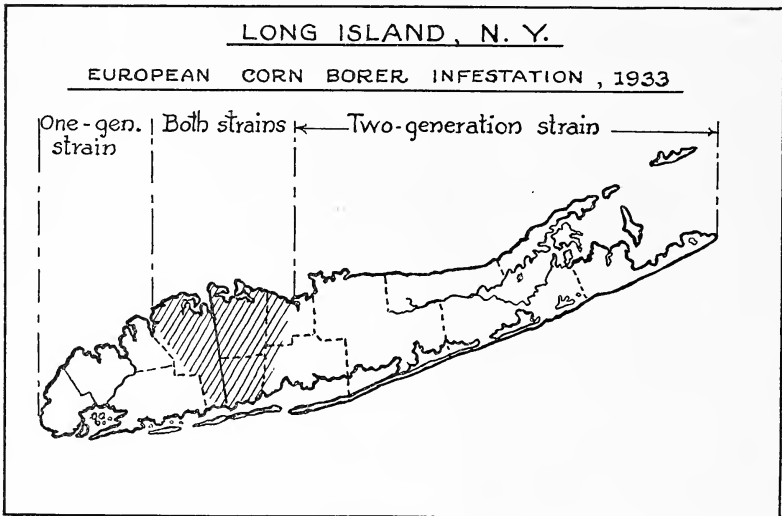 LONG ISLAND, N. Y.
EUROPEAN CORN BORER INFESTATION, 1933
One-gen. strain
Both strains
Two-generation strain